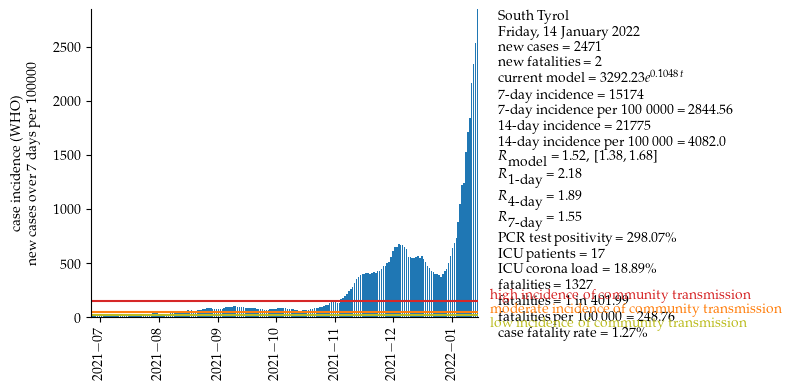 South Tyrol
Friday, 14 January 2022
new cases = 2471
new fatalities = 2
current model = 3292.23e^{0.1048 t}
7-day incidence = 15174
7-day incidence per 100 0000 = 2844.56
14-day incidence = 21775
14-day incidence per 100 000 = 4082.0
R_model = 1.52, [1.38, 1.68]
R_1-day = 2.18
R_4-day = 1.89
R_7-day = 1.55
PCR test positivity = 298.07%
ICU patients = 17
ICU corona load = 18.89%
fatalities = 1327
high incidence of community transmission
fatalities = 1 in 401.99
moderate incidence of community transmission
fatalities per 100 000 = 248.76
low incidence of community transmission
case fatality rate = 1.27%
case incidence (WHO)
new cases over 7 days per 100000
2500
2000
1500
1000
500
0
2021−07
2021−08
2021−09
2021−10
2021−11
2021−12
2022−01